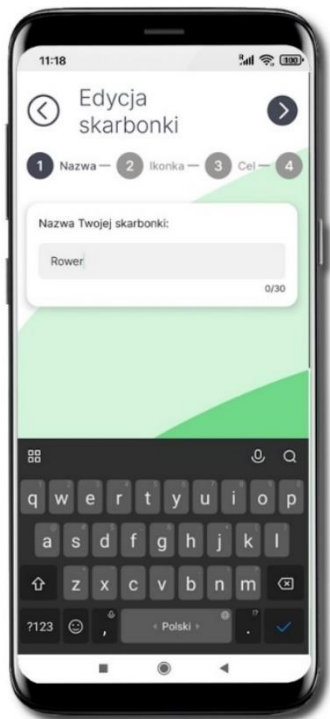 11:18
100
Edycja
skarbonki
1 Nazwa 2 Ikonka 3 Cel 4
Nazwa Twojej skarbonki:
Rower
0/30
q w e r t y u i o p
a s d f g h j k l
z x c v b n m
?123 , Polski . !?